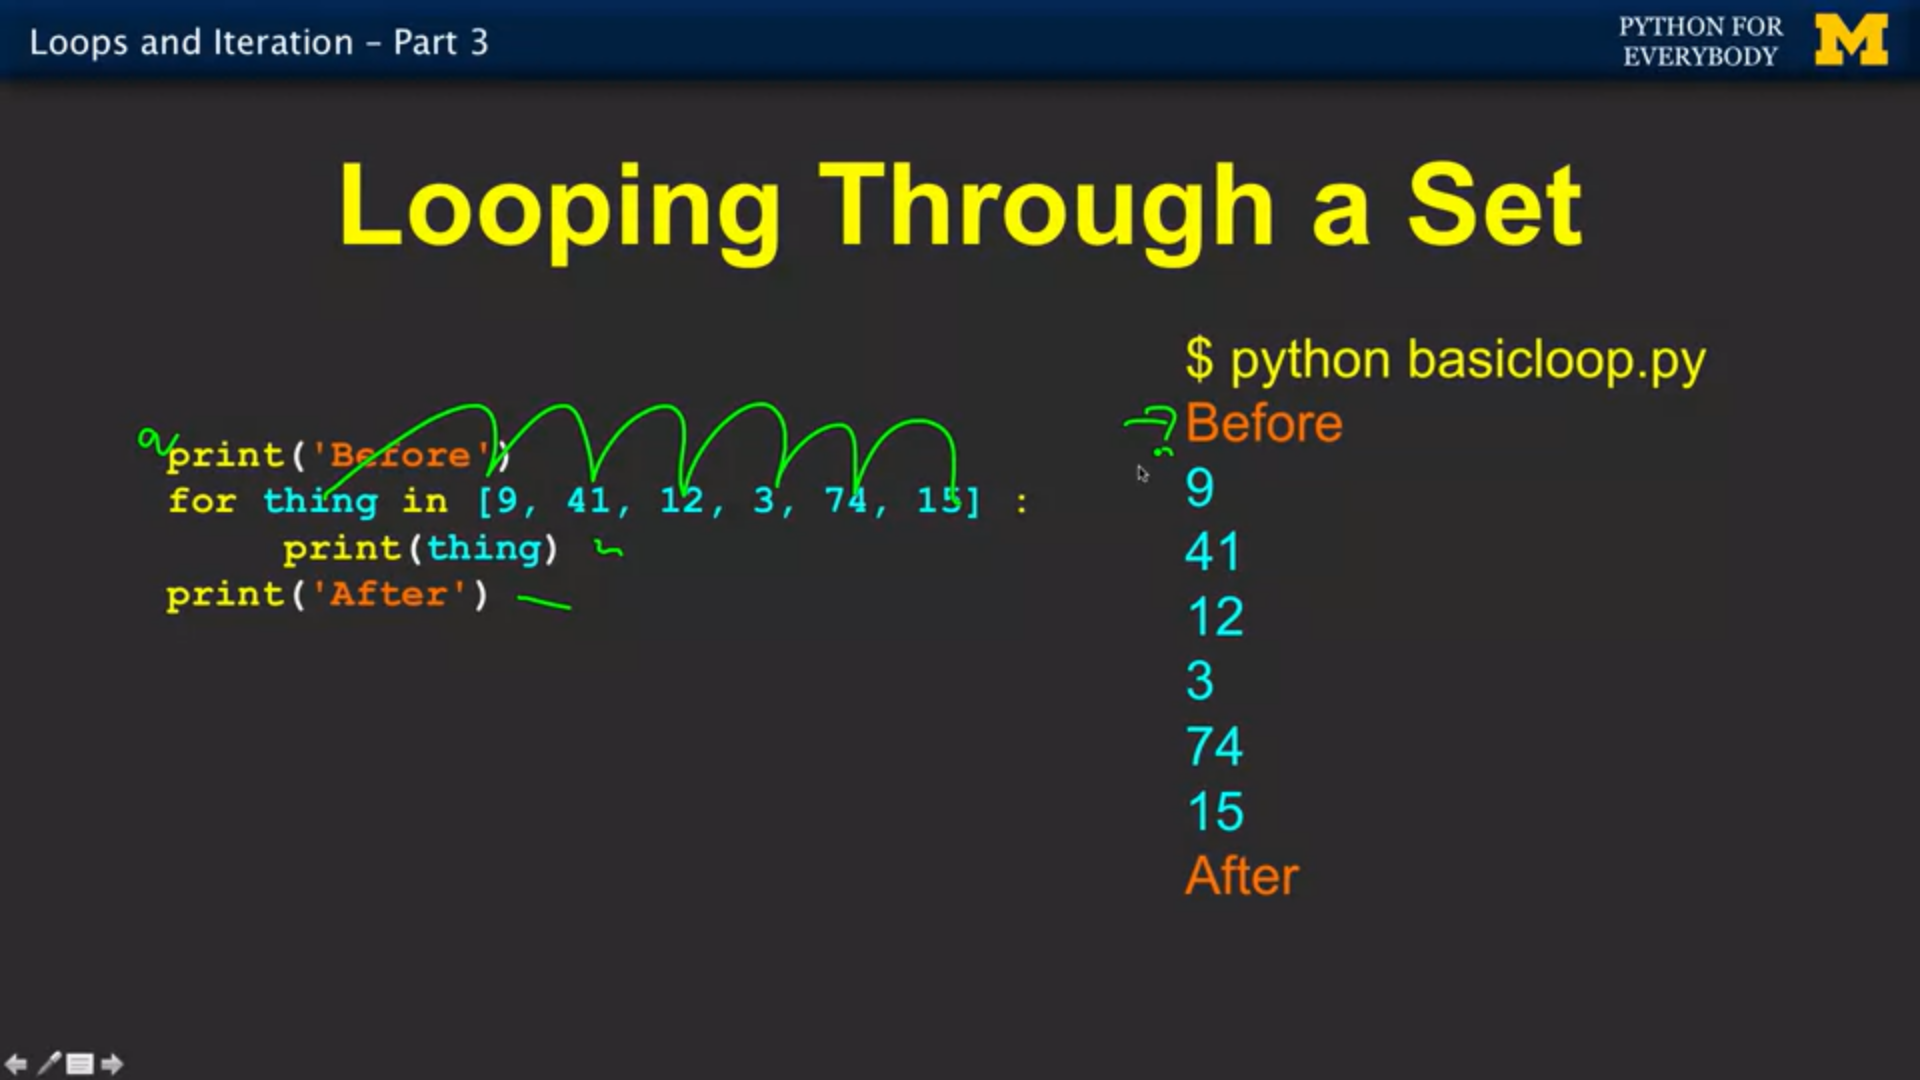 Loops and Iteration – Part 3
PYTHON FOR
EVERYBODY
M
Looping Through a Set
print('Before')
for thing in [9, 41, 12, 3, 74, 15] :
print(thing)
print('After')
$ python basicloop.py
Before
9
41
12
3
74
15
After